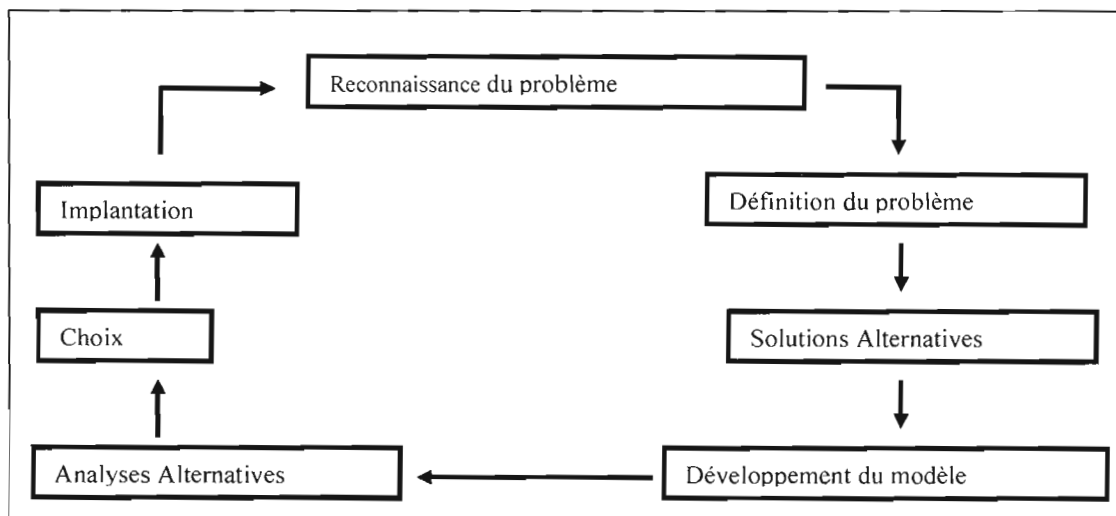 Reconnaissance du problème
Implantation
Définition du problème
Choix
Solutions Alternatives
Analyses Alternatives
Développement du modèle